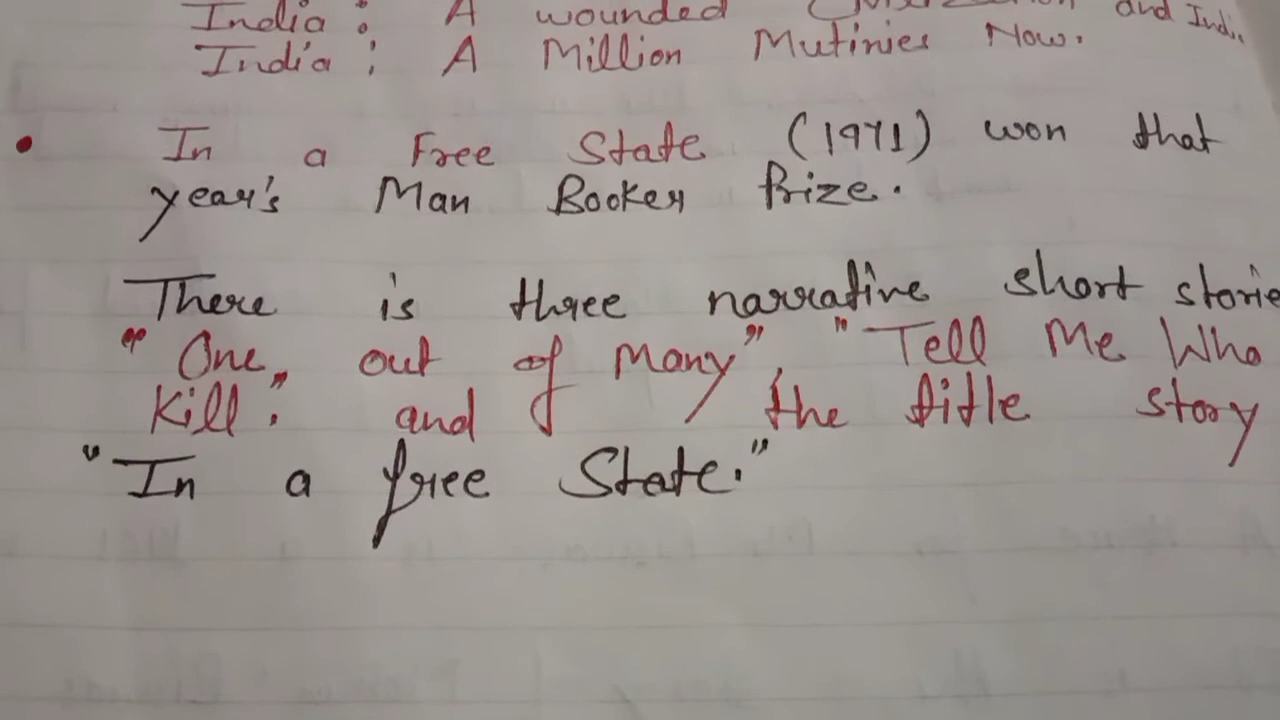 India : A wounded Civilization and Indi
India : A Million Mutinies Now.
• In a Free State (1971) won that
year's Man Booker Prize.
There is three narrative short storie
" One, out of Many", " Tell Me Who
Kill." and the title story
"In a free State."